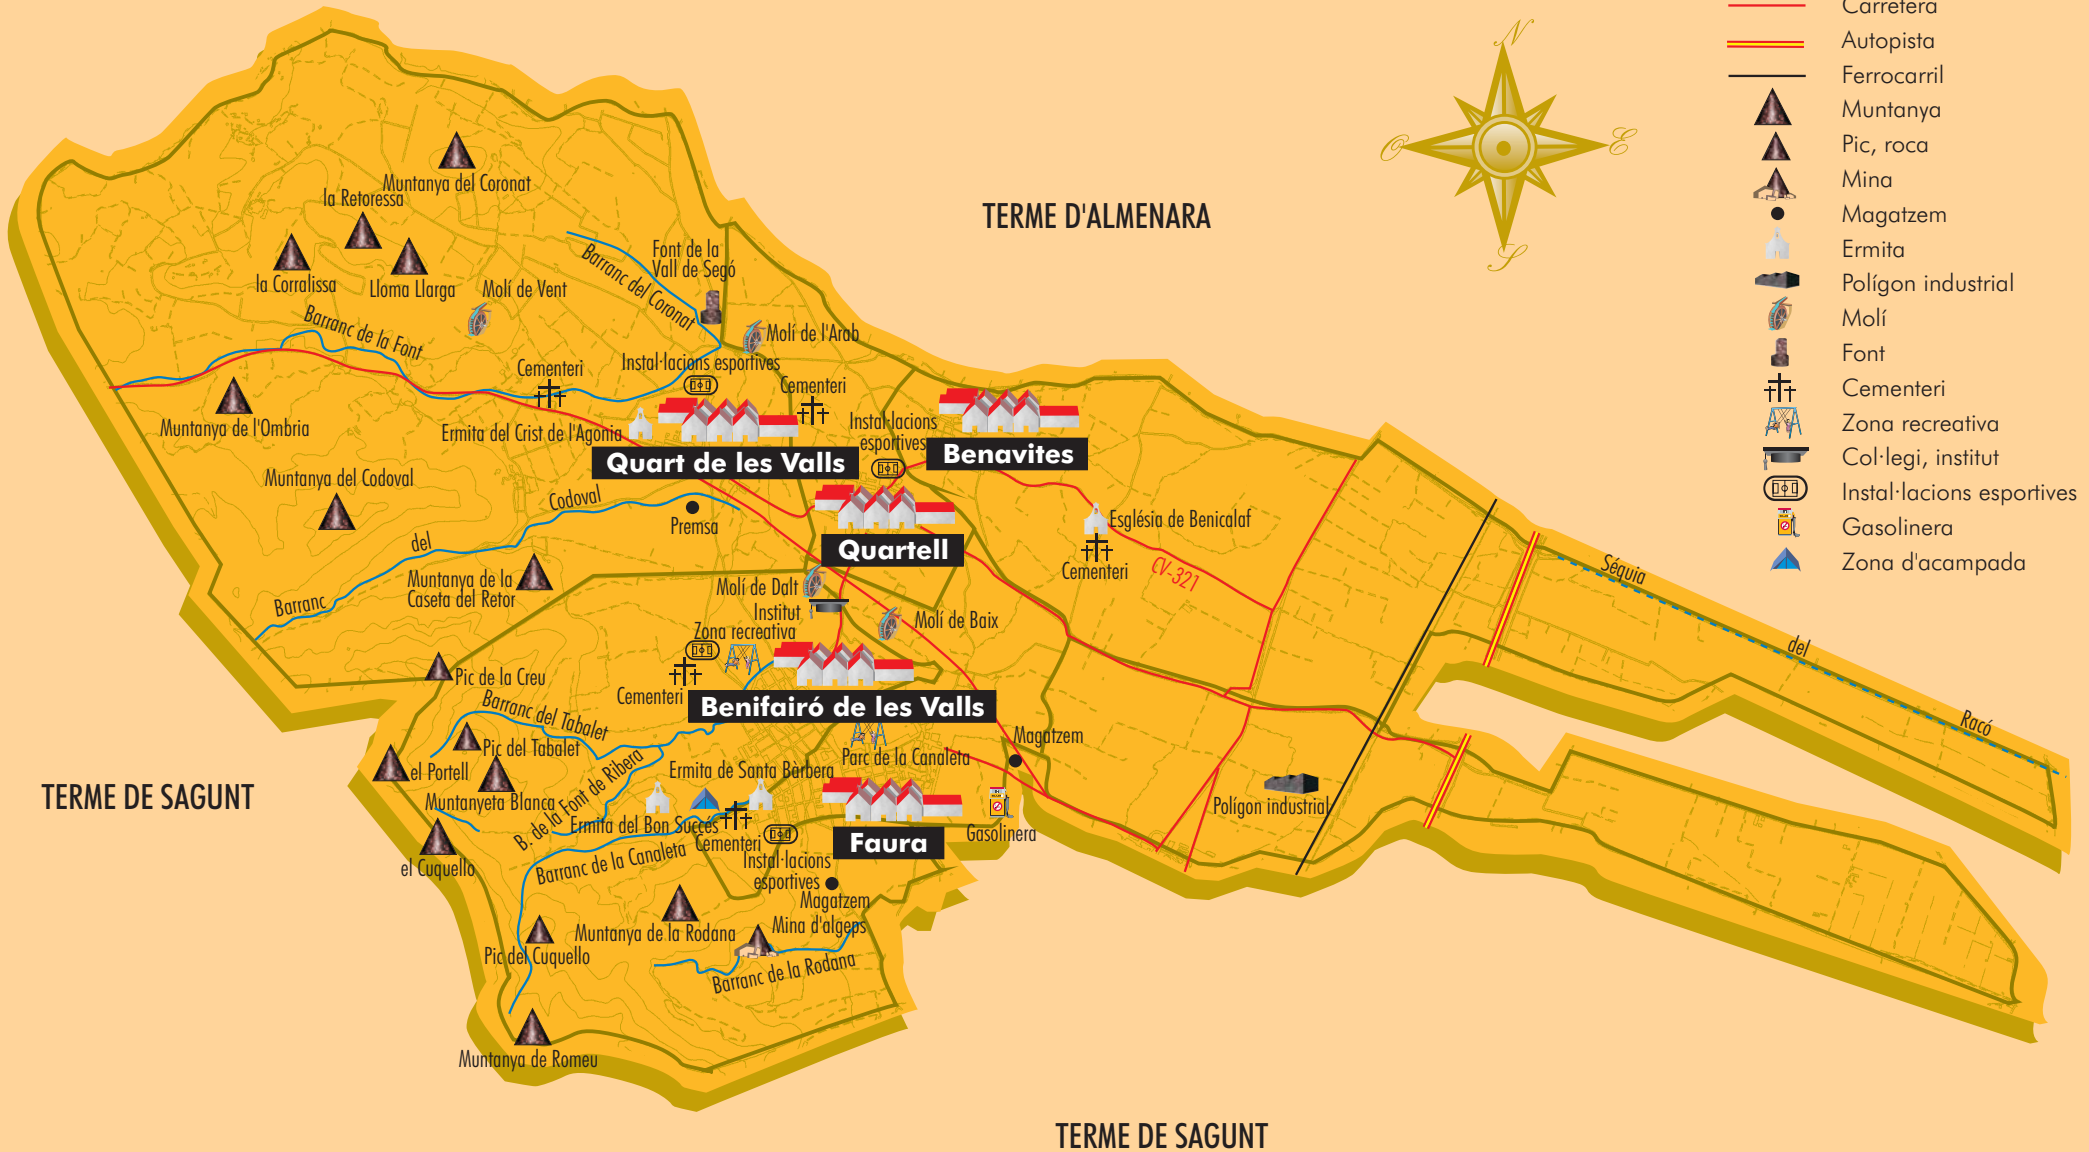 Carretera
Autopista
Ferrocarril
Muntanya
Pic, roca
Mina
Magatzem
Ermita
Polígon industrial
Molí
Font
Cementeri
Zona recreativa
Col·legi, institut
Instal·lacions esportives
Gasolinera
Zona d'acampada
N
O
E
S
TERME D'ALMENARA
Muntanya del Coronat
la Retoressa
la Corralissa
Lloma Llarga
Molí de Vent
Font de la
Vall de Segó
Barranc del Coronat
Barranc de la Font
Molí de l'Arab
Instal·lacions esportives
Cementeri
Cementeri
Muntanya de l'Ombria
Ermita del Crist de l'Agonia
Instal·lacions
esportives
Quart de les Valls
Benavites
Muntanya del Codoval
Barranc
del
Codoval
Premsa
Quartell
Església de Benicalaf
Cementeri
CV-321
Séquia
del
Racó
Muntanya de la
Caseta del Retor
Molí de Dalt
Institut
Molí de Baix
Zona recreativa
Cementeri
Pic de la Creu
Benifairó de les Valls
Barranc del Tabalet
Pic del Tabalet
el Portell
Muntanyeta Blanca
B. de la Font de Ribera
Ermita de Santa Bàrbera
Parc de la Canaleta
Magatzem
TERME DE SAGUNT
Ermita del Bon Succés
Cementeri
Faura
Gasolinera
Polígon industrial
el Cuquello
Barranc de la Canaleta
Instal·lacions
esportives
Magatzem
Muntanya de la Rodana
Mina d'algeps
Pic del Cuquello
Barranc de la Rodana
Muntanya de Romeu
TERME DE SAGUNT